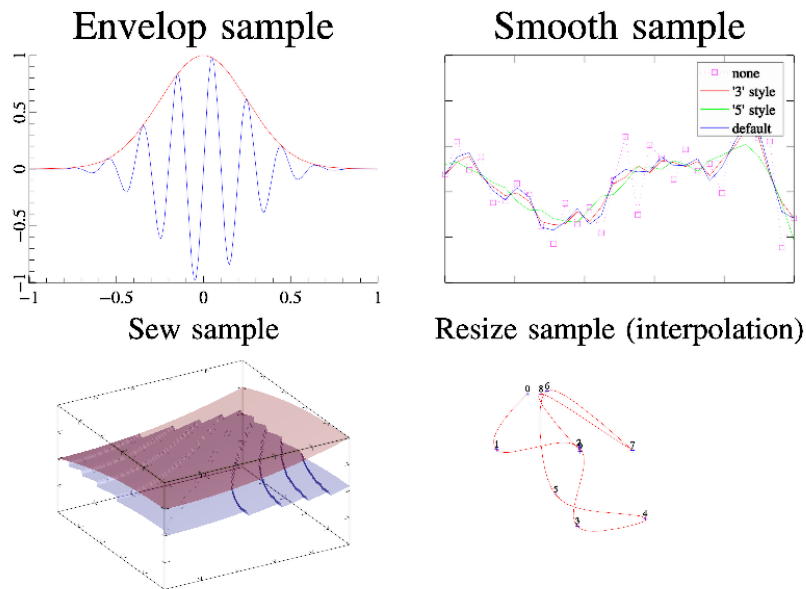 Envelop sample
Smooth sample
1
0.5
0
−0.5
−1
−1
−0.5
0
0.5
1
none
'3' style
'5' style
default
Sew sample
Resize sample (interpolation)
0
8
6
1
7
5
3
4